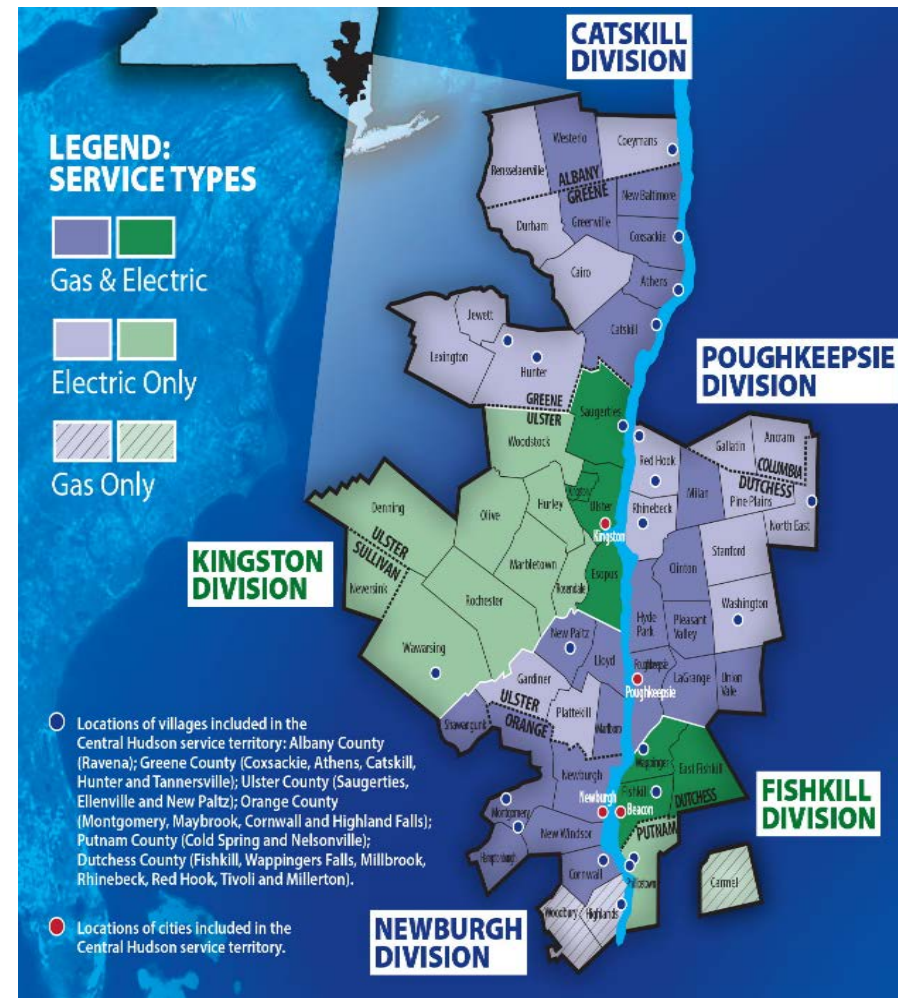 CATSKILL
DIVISION
LEGEND:
SERVICE TYPES
Gas & Electric
Electric Only
Gas Only
Westerlo
Coeymans
Rensselaerville
ALBANY
GREENE
New Baltimore
Durham
Greenville
Coxsackie
Cairo
Athens
Catskill
Jewett
Lexington
Hunter
GREENE
ULSTER
POUGHKEEPSIE
DIVISION
Saugerties
Woodstock
Red Hook
Gallatin
Ancram
COLUMBIA
DUTCHESS
Milan
Pine Plains
North East
Denning
Olive
Hurley
Ulster
Rhinebeck
Kingston
Stanford
ULSTER
SULLIVAN
KINGSTON
DIVISION
Neversink
Marbletown
Esopus
Clinton
Rochester
Rosendale
Washington
Hyde
Park
Pleasant
Valley
Wawarsing
New Paltz
Lloyd
Poughkeepsie
Poughkeepsie
LaGrange
Union
Vale
Gardiner
ULSTER
ORANGE
Plattekill
Shawangunk
Marlboro
Wappinger
East Fishkill
Newburgh
Fishkill
DUTCHESS
Newburgh
Beacon
FISHKILL
DIVISION
Montgomery
New Windsor
PUTNAM
Hamptonburgh
Cornwall
Philipstown
Carmel
Woodbury
Highlands
NEWBURGH
DIVISION
Locations of villages included in the
Central Hudson service territory: Albany County
(Ravena); Greene County (Coxsackie, Athens, Catskill,
Hunter and Tannersville); Ulster County (Saugerties,
Ellenville and New Paltz); Orange County
(Montgomery, Maybrook, Cornwall and Highland Falls);
Putnam County (Cold Spring and Nelsonville);
Dutchess County (Fishkill, Wappingers Falls, Millbrook,
Rhinebeck, Red Hook, Tivoli and Millerton).
Locations of cities included in the
Central Hudson service territory.